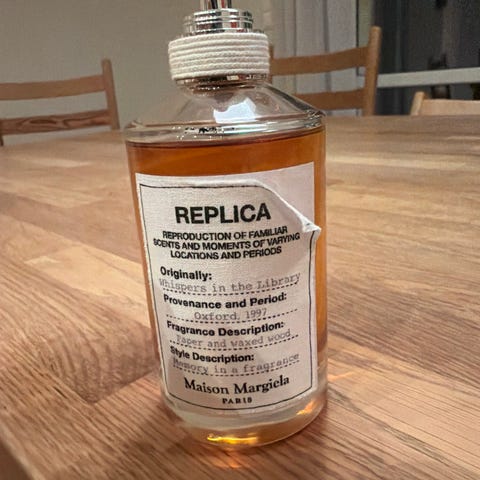 REPLICA
REPRODUCTION OF FAMILIAR
SCENTS AND MOMENTS OF VARYING
LOCATIONS AND PERIODS
Originally:
Whispers in the Library
Provenance and Period:
Oxford, 1997
Fragrance Description:
Paper and waxed wood
Style Description:
Memory in a fragrance
Maison Margiela
PARIS